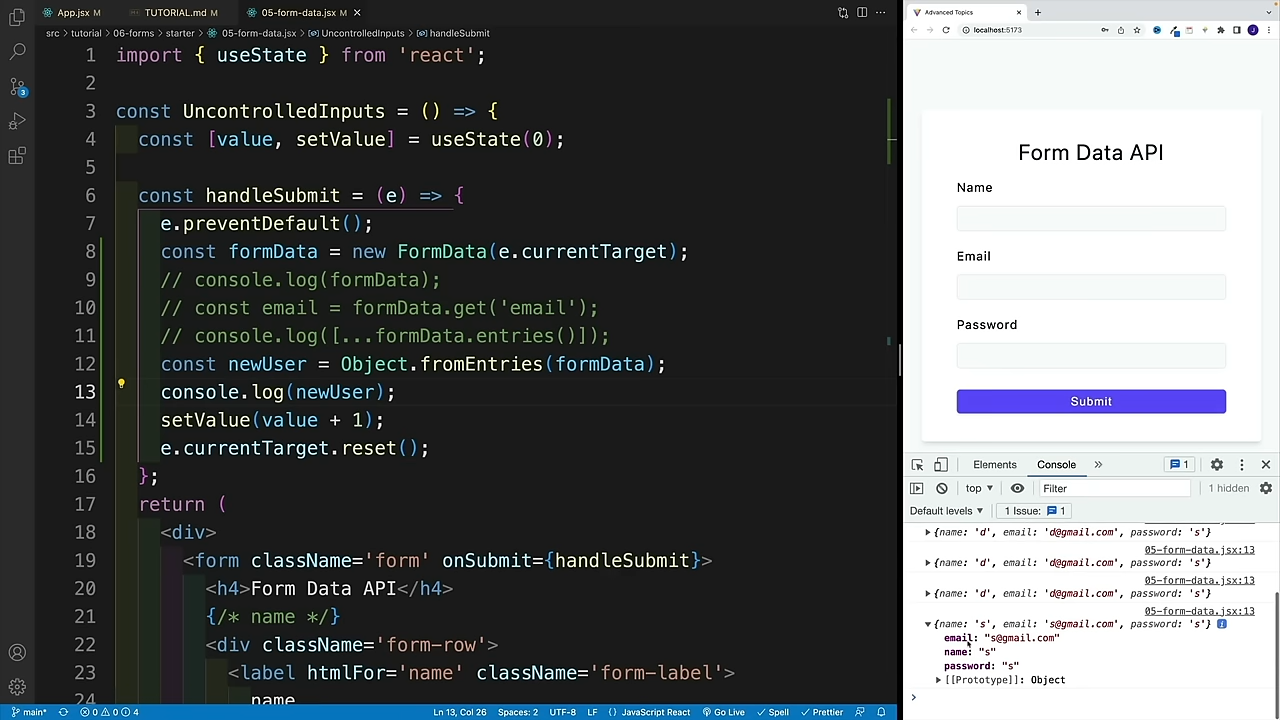 App.jsx M
TUTORIAL.md M
05-form-data.jsx M
src › tutorial › 06-forms › starter › 05-form-data.jsx › UncontrolledInputs › handleSubmit
1 import { useState } from 'react';
2
3 const UncontrolledInputs = () => {
4 const [value, setValue] = useState(0);
5
6 const handleSubmit = (e) => {
7 e.preventDefault();
8 const formData = new FormData(e.currentTarget);
9 // console.log(formData);
10 // const email = formData.get('email');
11 // console.log([...formData.entries()]);
12 const newUser = Object.fromEntries(formData);
13 console.log(newUser);
14 setValue(value + 1);
15 e.currentTarget.reset();
16 };
17 return (
18 <div>
19 <form className='form' onSubmit={handleSubmit}>
20 <h4>Form Data API</h4>
21 {/* name */}
22 <div className='form-row'>
23 <label htmlFor='name' className='form-label'>
24 name
3
main*
0 0 4
Ln 13, Col 26
Spaces: 2
UTF-8
LF
{} JavaScript React
Go Live
Spell
Prettier
Advanced Topics
localhost:5173
J
Form Data API
Name
Email
Password
Submit
Elements
Console
1
top
Filter
1 hidden
Default levels
1 Issue: 1
{name: 'd', email: 'd@gmail.com', password: 's'}
05-form-data.jsx:13
{name: 'd', email: 'd@gmail.com', password: 's'}
05-form-data.jsx:13
{name: 'd', email: 'd@gmail.com', password: 's'}
05-form-data.jsx:13
{name: 's', email: 's@gmail.com', password: 's'} i
email: "s@gmail.com"
name: "s"
password: "s"
[[Prototype]]: Object